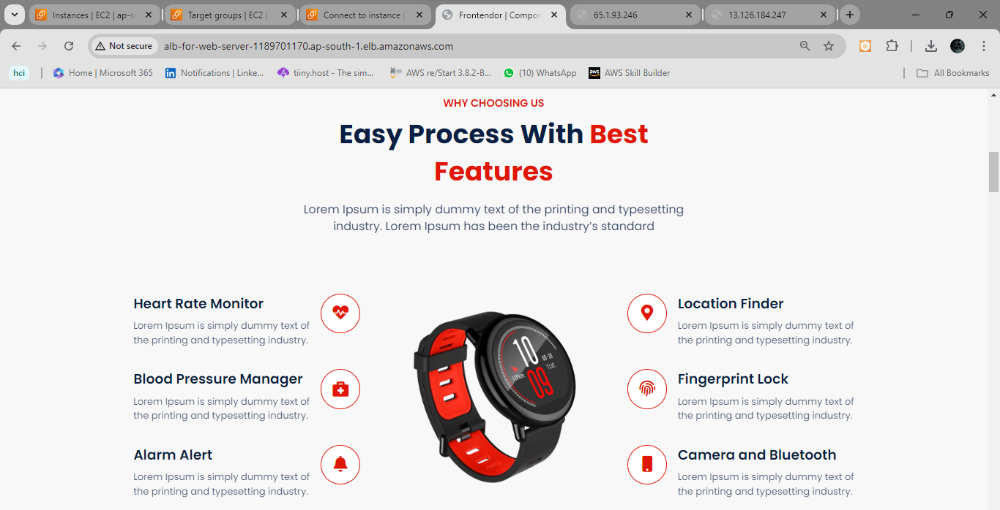 Instances | EC2 | ap-sc
Target groups | EC2 |
Connect to instance |
Frontendor | Compon
65.1.93.246
13.126.184.247
Not secure
alb-for-web-server-1189701170.ap-south-1.elb.amazonaws.com
hci
Home | Microsoft 365
Notifications | Linke...
tiiny.host - The sim...
AWS re/Start 3.8.2-B...
(10) WhatsApp
aws
AWS Skill Builder
All Bookmarks
WHY CHOOSING US
Easy Process With Best
Features
Lorem Ipsum is simply dummy text of the printing and typesetting
industry. Lorem Ipsum has been the industry’s standard
Heart Rate Monitor
Lorem Ipsum is simply dummy text of
the printing and typesetting industry.
Blood Pressure Manager
Lorem Ipsum is simply dummy text of
the printing and typesetting industry.
Alarm Alert
Lorem Ipsum is simply dummy text of
the printing and typesetting industry.
10
08-30
TUE
09
Location Finder
Lorem Ipsum is simply dummy text of
the printing and typesetting industry.
Fingerprint Lock
Lorem Ipsum is simply dummy text of
the printing and typesetting industry.
Camera and Bluetooth
Lorem Ipsum is simply dummy text of
the printing and typesetting industry.